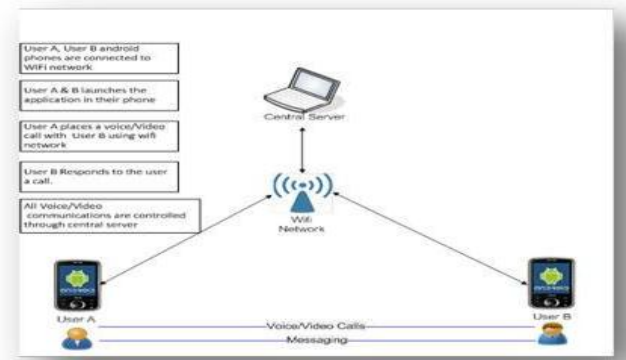 User A, User B android
phones are connected to
WiFi network
User A & B launches the
application in their phone
User A places a voice/Video
call with User B using wifi
network
User B Responds to the user
a call.
All Voice/Video
communications are controlled
through central server
Central Server
Wifi
Network
User A
User B
Voice/Video Calls
Messaging